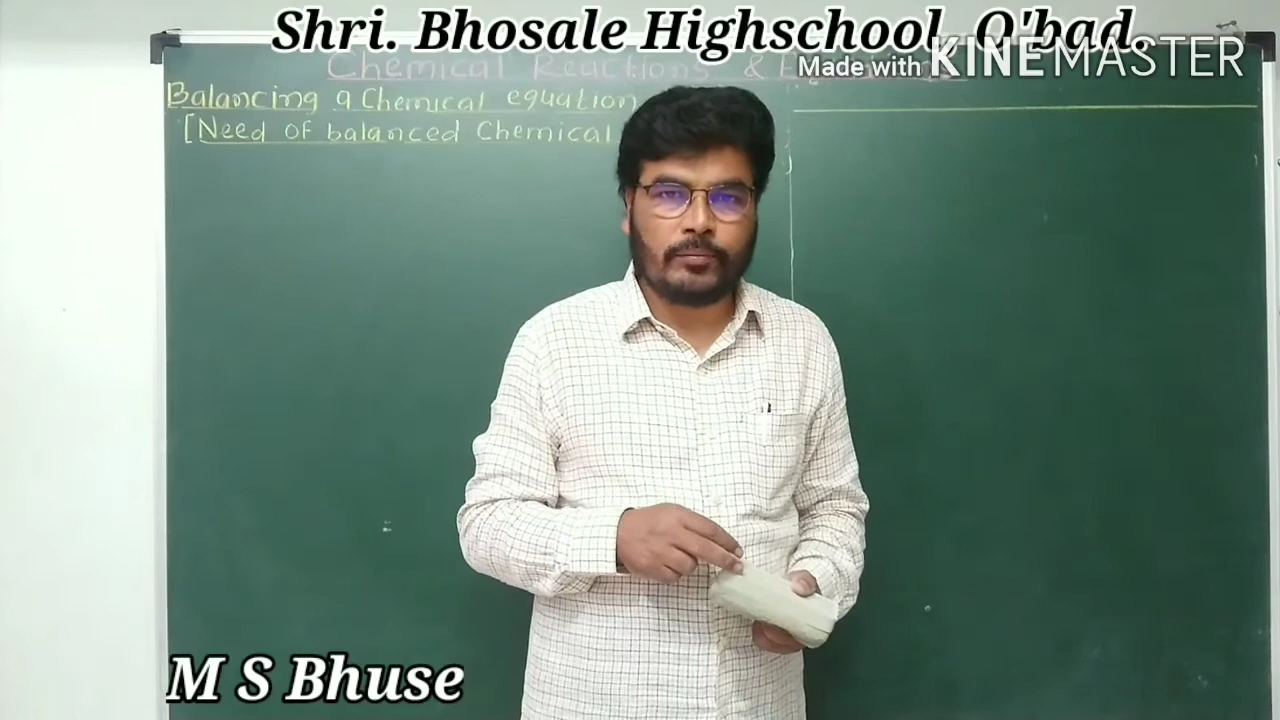 Shri. Bhosale Highschool, O'bad.
Made with KINEMASTER
Chemical Reactions &
Balancing a Chemical equation
[Need of balanced Chemical
M S Bhuse